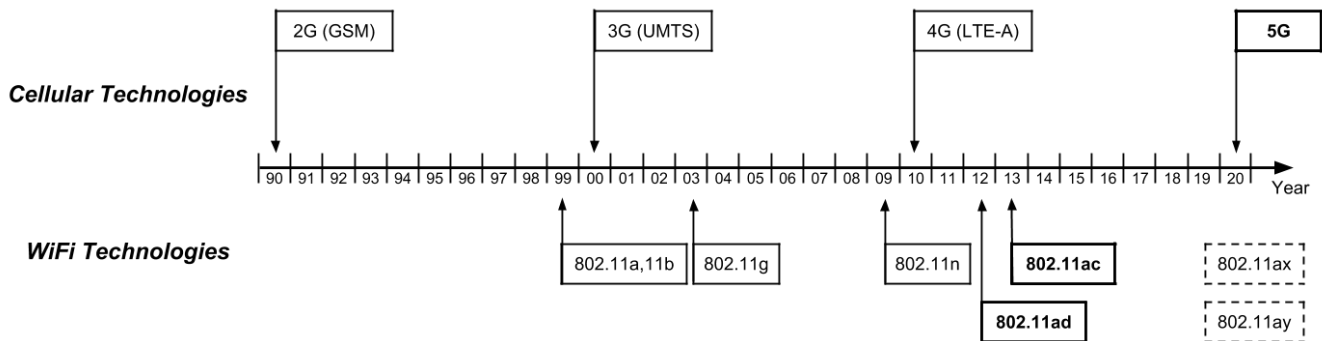 2G (GSM) 3G (UMTS) 4G (LTE-A) 5G
Cellular Technologies
90 91 92 93 94 95 96 97 98 99 00 01 02 03 04 05 06 07 08 09 10 11 12 13 14 15 16 17 18 19 20
Year
WiFi Technologies
802.11a,11b 802.11g 802.11n 802.11ac 802.11ax
802.11ad 802.11ay